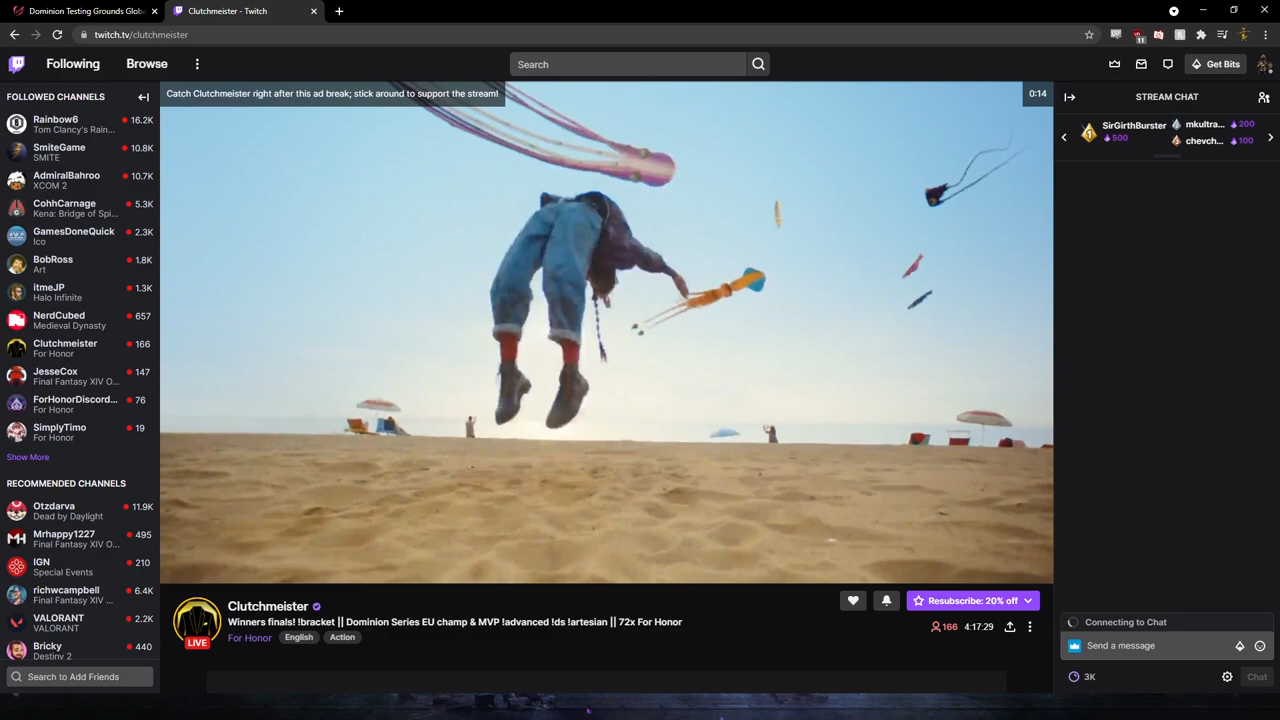 Dominion Testing Grounds Globa
Clutchmeister - Twitch
twitch.tv/clutchmeister
11
Following
Browse
Search
Get Bits
FOLLOWED CHANNELS
Rainbow6
16.2K
Tom Clancy's Rain...
SmiteGame
10.8K
SMITE
AdmiralBahroo
10.7K
XCOM 2
CohhCarnage
5.3K
Kena: Bridge of Spi...
GamesDoneQuick
2.3K
Ico
BobRoss
1.8K
Art
itmeJP
1.3K
Halo Infinite
NerdCubed
657
Medieval Dynasty
Clutchmeister
166
For Honor
JesseCox
147
Final Fantasy XIV O...
ForHonorDiscord...
76
For Honor
SimplyTimo
19
For Honor
Show More
RECOMMENDED CHANNELS
Otzdarva
11.9K
Dead by Daylight
Mrhappy1227
495
Final Fantasy XIV O...
IGN
210
Special Events
richwcampbell
6.4K
Final Fantasy XIV ...
VALORANT
2.2K
VALORANT
Bricky
440
Destiny 2
Search to Add Friends
Catch Clutchmeister right after this ad break; stick around to support the stream!
0:14
LIVE
Clutchmeister
Winners finals! !bracket || Dominion Series EU champ & MVP !advanced !ds !artesian || 72x For Honor
For Honor
English
Action
Resubscribe: 20% off
166
4:17:29
STREAM CHAT
1
SirGirthBurster
500
mkultra...
200
chevch...
100
Connecting to Chat
Send a message
3K
Chat